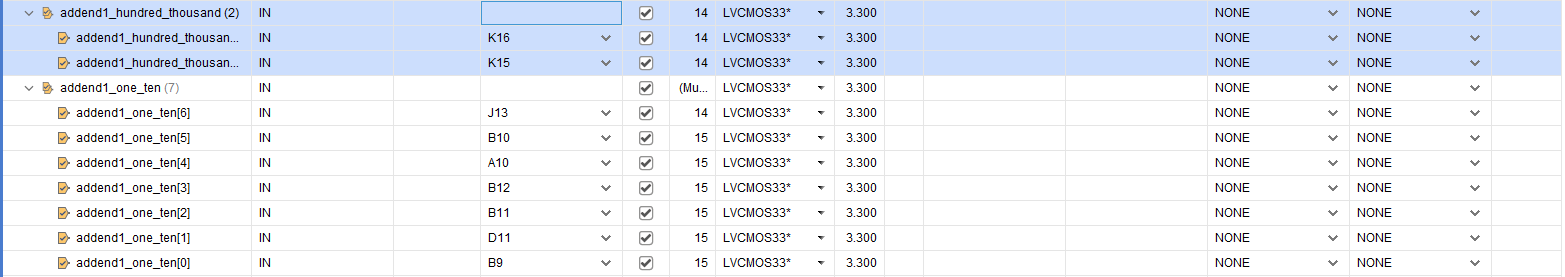 addend1_hundred_thousand (2) IN 14 LVCMOS33* 3.300 NONE NONE
addend1_hundred_thousan... IN K16 14 LVCMOS33* 3.300 NONE NONE
addend1_hundred_thousan... IN K15 14 LVCMOS33* 3.300 NONE NONE
addend1_one_ten (7) IN (Mu... LVCMOS33* 3.300 NONE NONE
addend1_one_ten[6] IN J13 14 LVCMOS33* 3.300 NONE NONE
addend1_one_ten[5] IN B10 15 LVCMOS33* 3.300 NONE NONE
addend1_one_ten[4] IN A10 15 LVCMOS33* 3.300 NONE NONE
addend1_one_ten[3] IN B12 15 LVCMOS33* 3.300 NONE NONE
addend1_one_ten[2] IN B11 15 LVCMOS33* 3.300 NONE NONE
addend1_one_ten[1] IN D11 15 LVCMOS33* 3.300 NONE NONE
addend1_one_ten[0] IN B9 15 LVCMOS33* 3.300 NONE NONE